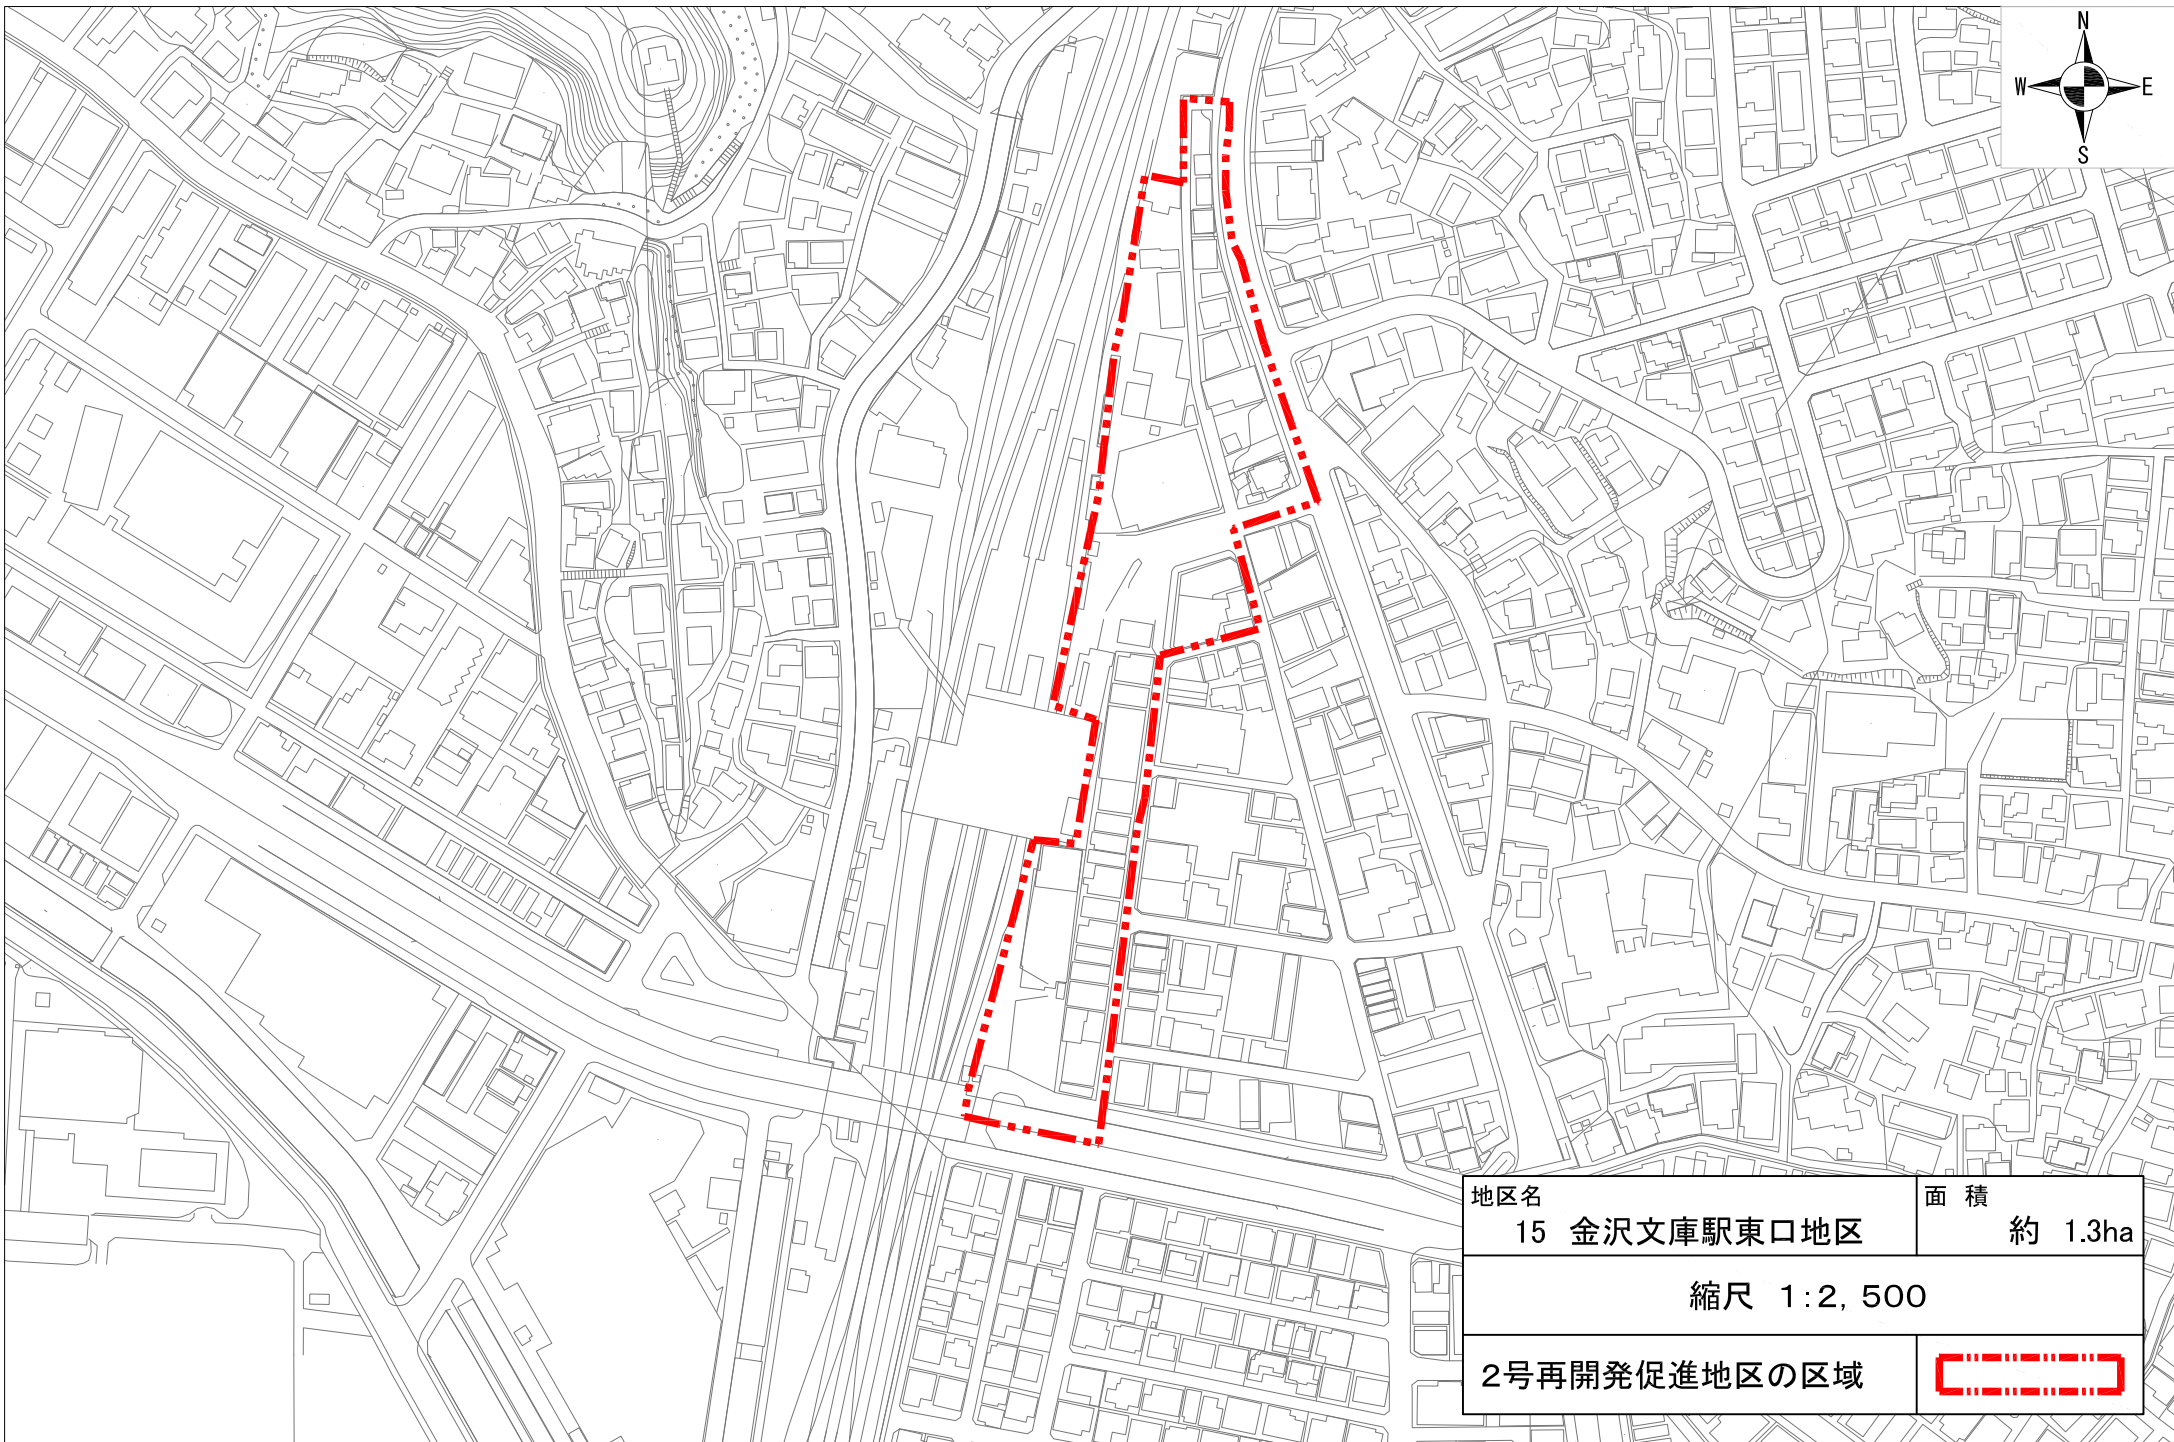 N
W E
S
地区名
15 金沢文庫駅東口地区
面 積
約 1.3ha
縮尺 1:2,500
2号再開発促進地区の区域